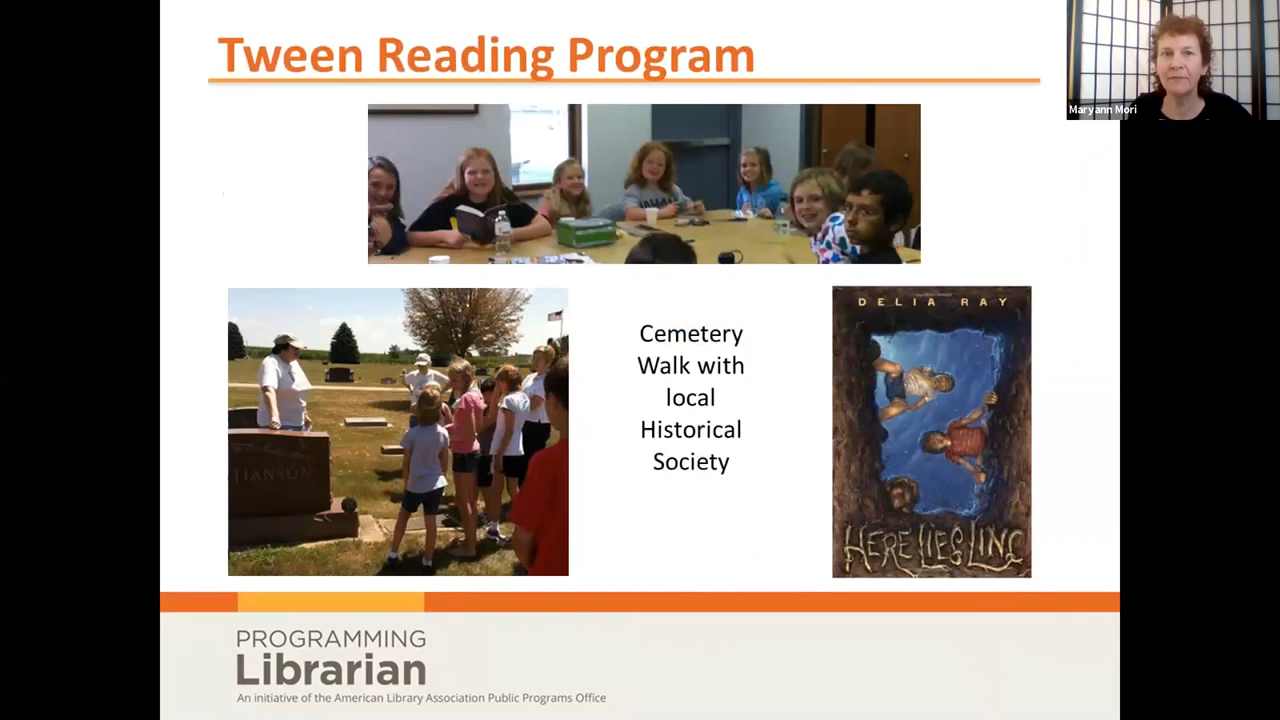 Tween Reading Program
Maryann Mori
HANSON
Cemetery
Walk with
local
Historical
Society
DELIA RAY
HERE LIES LINC
PROGRAMMING
Librarian
An initiative of the American Library Association Public Programs Office